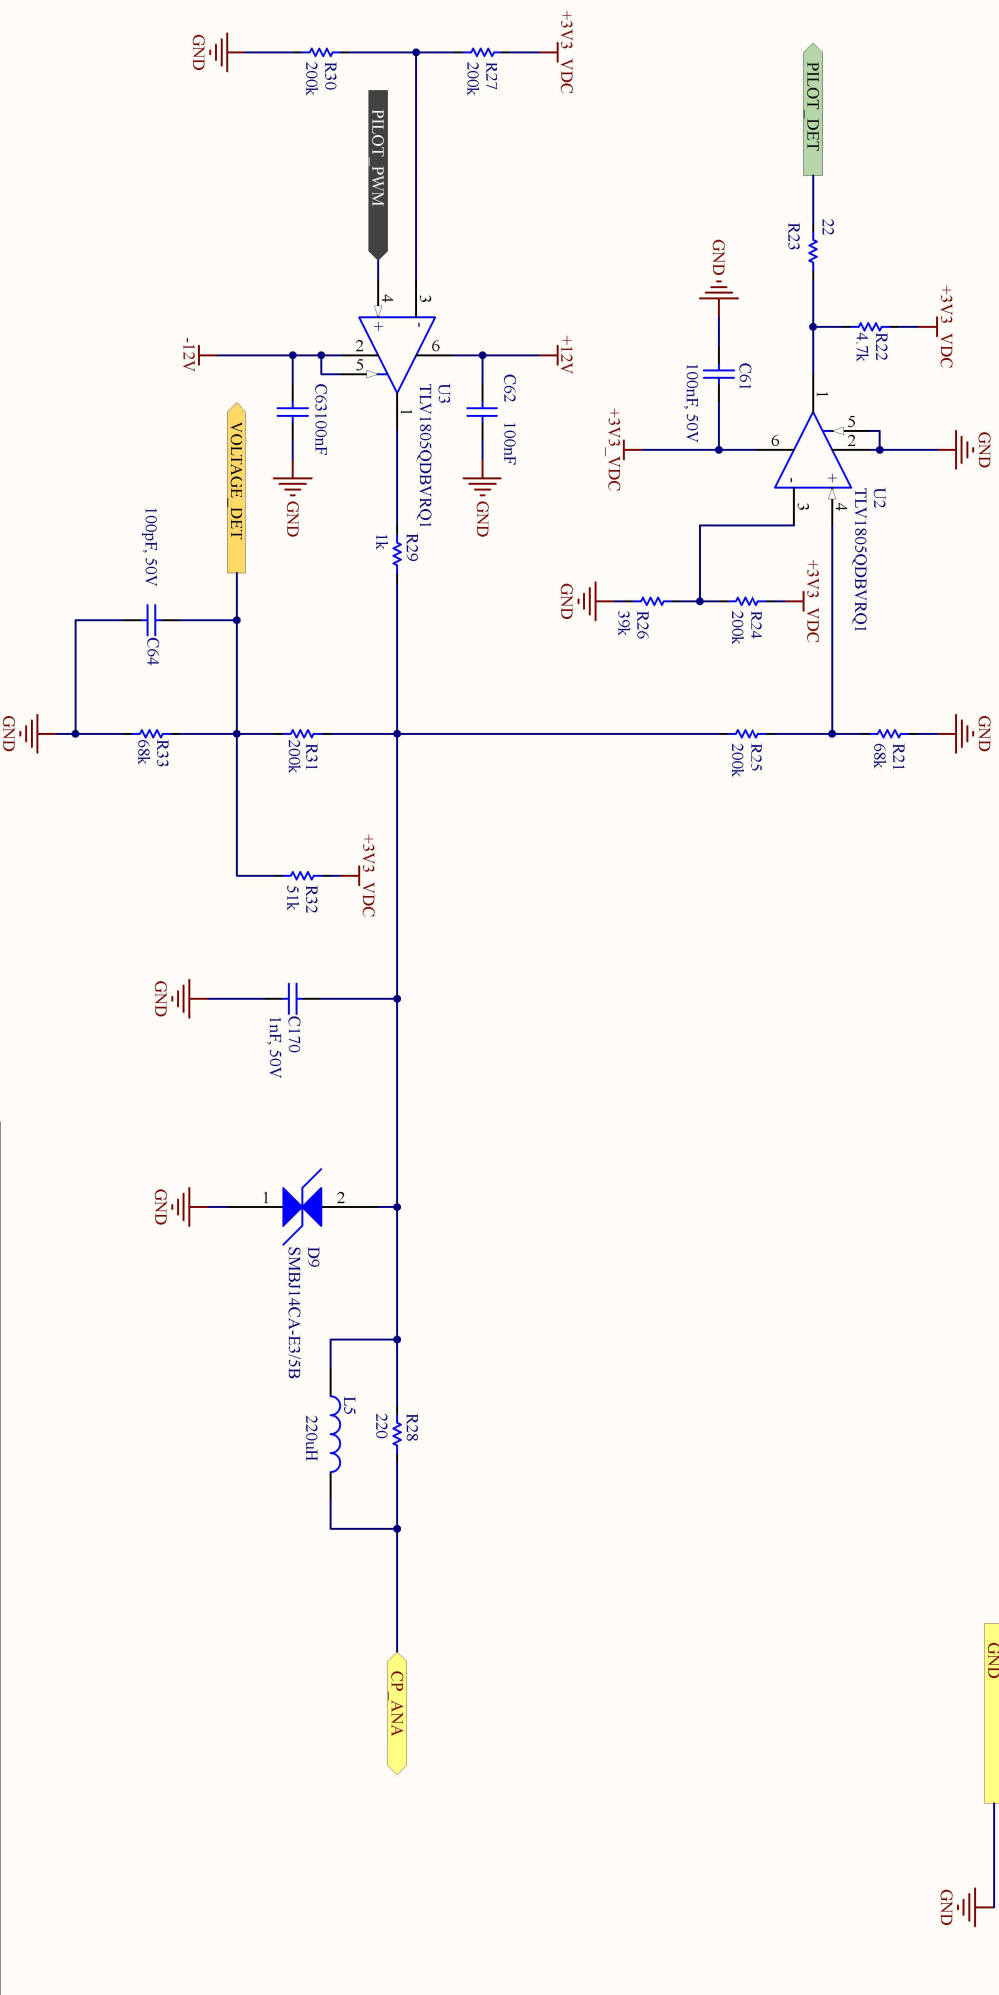 GND
R30
200k
R27
200k
+3V3_VDC
PILOT_PWM
3
4
+
-
2
5
6
1
-12V
+12V
U3
TLV1805QDBVRQ1
C62
100nF
GND
C63
100nF
GND
R29
1k
VOLTAGE_DET
100pF, 50V
C64
GND
R33
68k
R31
200k
R32
51k
+3V3_VDC
PILOT_DET
22
R23
+3V3_VDC
R22
4.7k
GND
C61
100nF, 50V
+3V3_VDC
1
5
2
6
GND
-
+
3
4
U2
TLV1805QDBVRQ1
+3V3_VDC
R24
200k
R26
39k
GND
R25
200k
R21
68k
GND
C170
1nF, 50V
GND
1
2
D9
SMBJ14CA-E3/5B
GND
L5
220uH
R28
220
CP_ANA
GND
GND